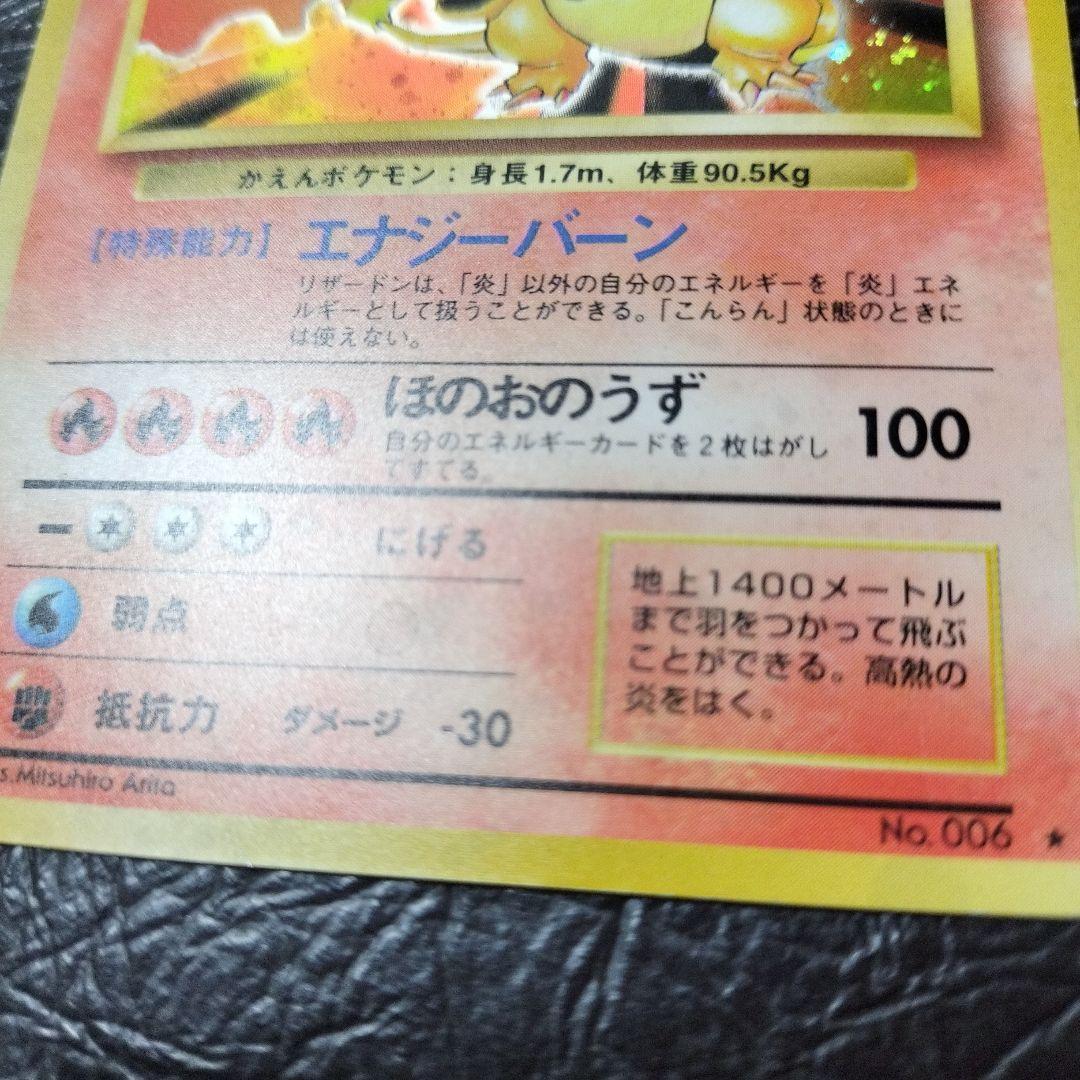 かえんポケモン：身長1.7m、体重90.5Kg
[特殊能力] エナジーバーン
リザードンは、「炎」以外の自分のエネルギーを「炎」エネ
ルギーとして扱うことができる。「こんらん」状態のときに
は使えない。
ほのおのうず 100
自分のエネルギーカードを2枚はがし
てすてる。
にげる
弱点
抵抗力 ダメージ -30
地上1400メートル
まで羽をつかって飛ぶ
ことができる。高熱の
炎をはく。
s.Mitsuhiro Arita
No.006 ★